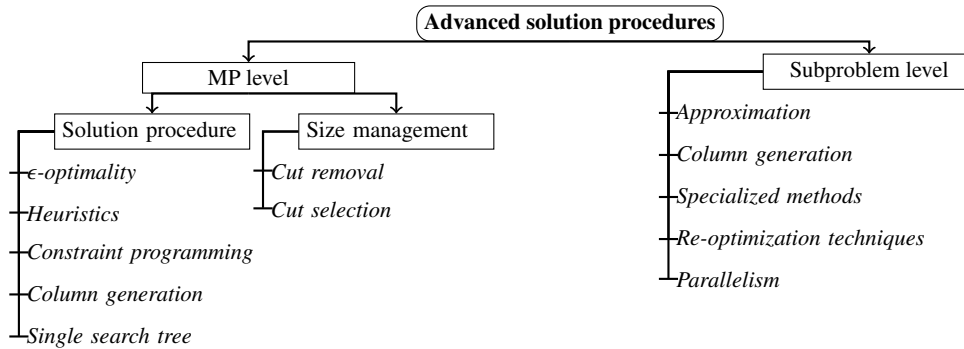 Advanced solution procedures
MP level
Solution procedure
ϵ-optimality
Heuristics
Constraint programming
Column generation
Single search tree
Size management
Cut removal
Cut selection
Subproblem level
Approximation
Column generation
Specialized methods
Re-optimization techniques
Parallelism